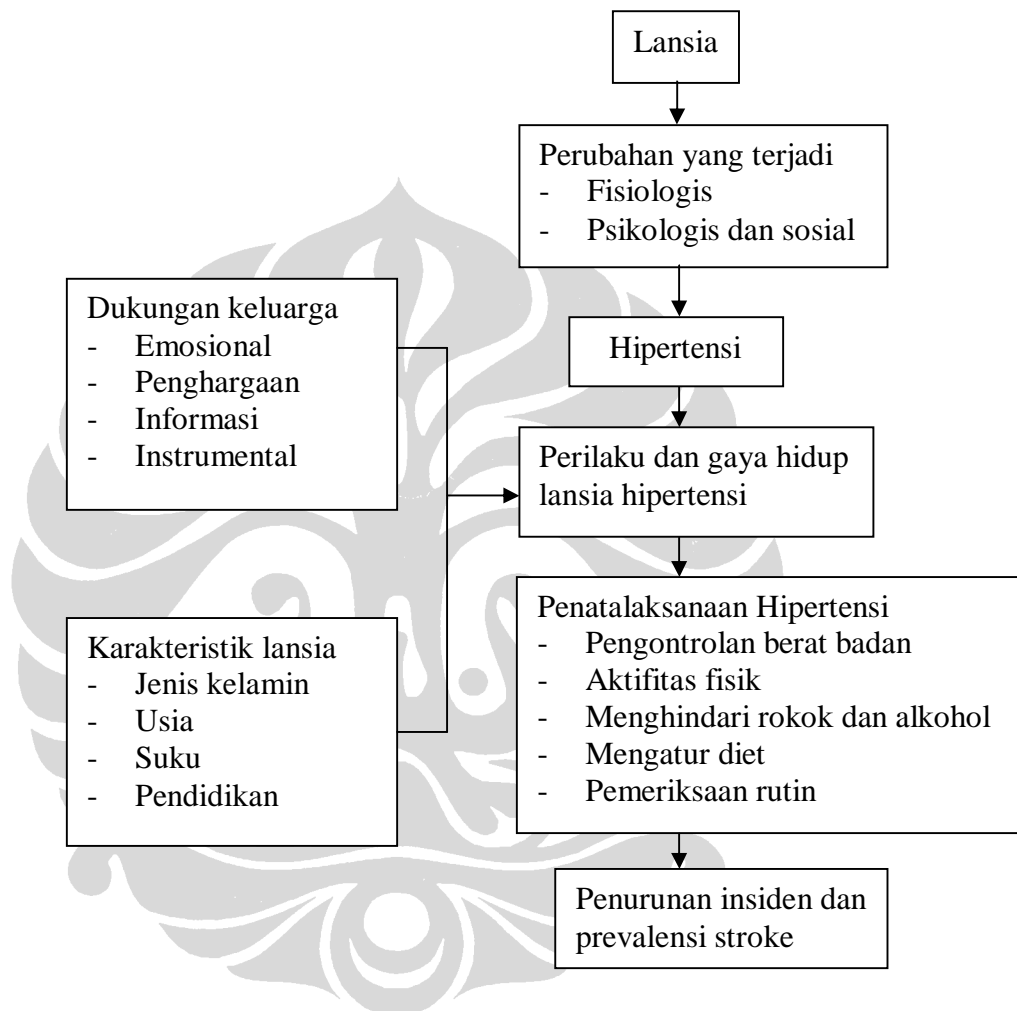 Lansia
Perubahan yang terjadi
- Fisiologis
- Psikologis dan sosial
Dukungan keluarga
- Emosional
- Penghargaan
- Informasi
- Instrumental
Hipertensi
Perilaku dan gaya hidup
lansia hipertensi
Karakteristik lansia
- Jenis kelamin
- Usia
- Suku
- Pendidikan
Penatalaksanaan Hipertensi
- Pengontrolan berat badan
- Aktifitas fisik
- Menghindari rokok dan alkohol
- Mengatur diet
- Pemeriksaan rutin
Penurunan insiden dan
prevalensi stroke